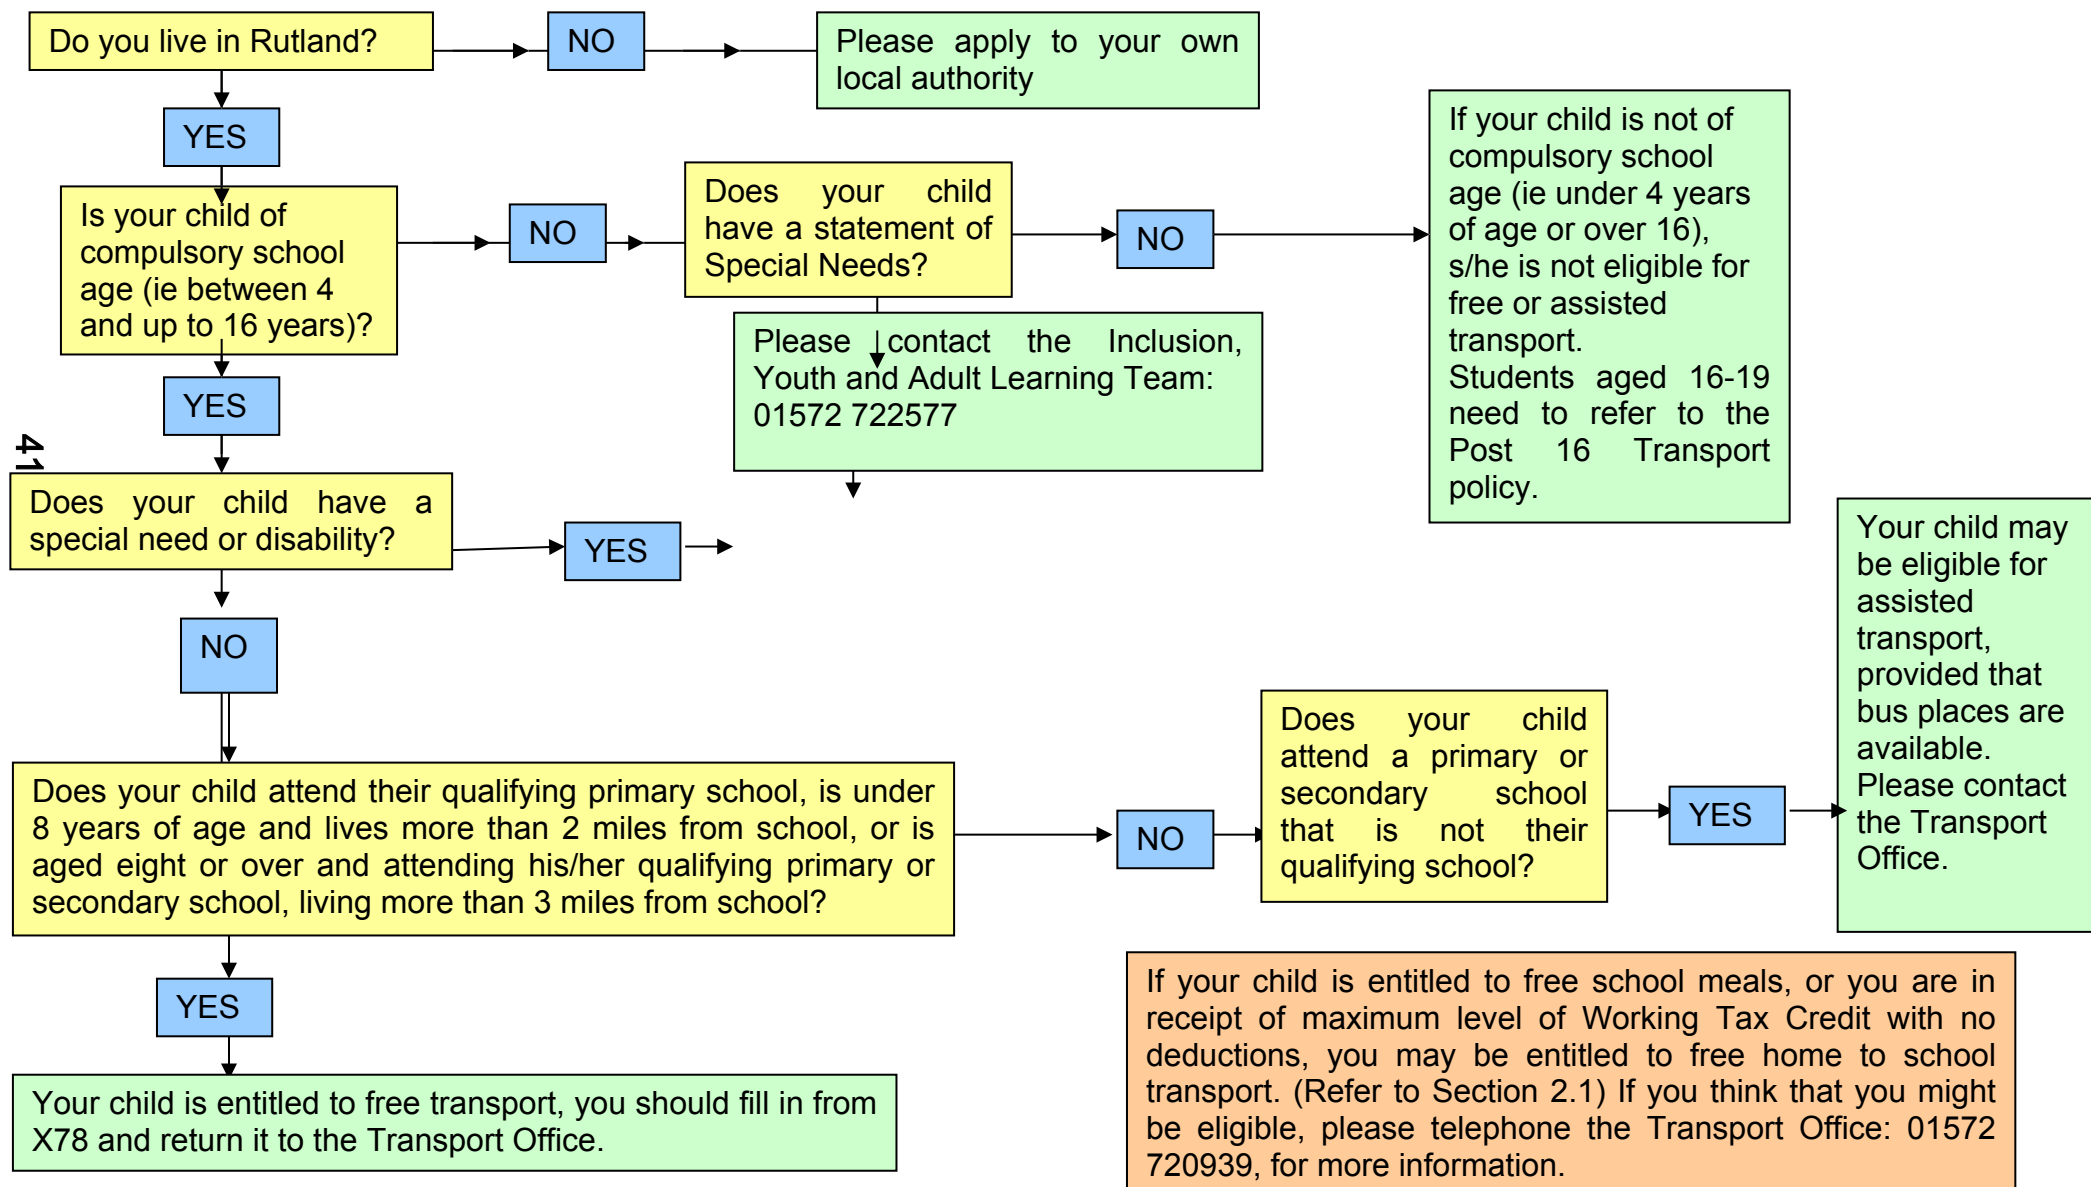 Do you live in Rutland?
NO
Please apply to your own
local authority
YES
Is your child of
compulsory school
age (ie between 4
and up to 16 years)?
NO
Does your child
have a statement of
Special Needs?
NO
If your child is not of
compulsory school
age (ie under 4 years
of age or over 16),
s/he is not eligible for
free or assisted
transport.
Students aged 16-19
need to refer to the
Post 16 Transport
policy.
Please contact the Inclusion,
Youth and Adult Learning Team:
01572 722577
YES
41
Does your child have a
special need or disability?
YES
NO
Does your child attend their qualifying primary school, is under
8 years of age and lives more than 2 miles from school, or is
aged eight or over and attending his/her qualifying primary or
secondary school, living more than 3 miles from school?
NO
Does your child
attend a primary or
secondary school
that is not their
qualifying school?
YES
Your child may
be eligible for
assisted
transport,
provided that
bus places are
available.
Please contact
the Transport
Office.
YES
Your child is entitled to free transport, you should fill in from
X78 and return it to the Transport Office.
If your child is entitled to free school meals, or you are in
receipt of maximum level of Working Tax Credit with no
deductions, you may be entitled to free home to school
transport. (Refer to Section 2.1) If you think that you might
be eligible, please telephone the Transport Office: 01572
720939, for more information.